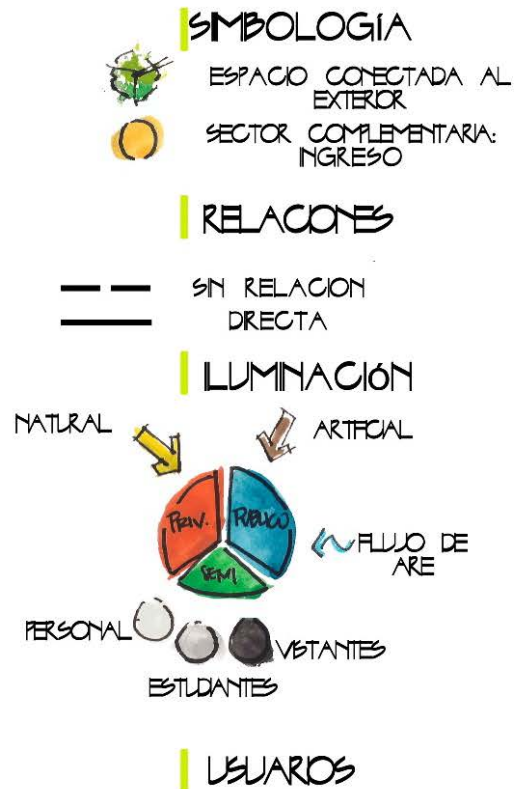 SIMBOLOGÍA
ESPACIO CONECTADA AL
EXTERIOR
SECTOR COMPLEMENTARIA:
INGRESO
RELACIONES
SIN RELACION
DIRECTA
ILUMINACIÓN
NATURAL
ARTIFICIAL
PRIV.
PUBLICO
SEMI
FLUJO DE
AIRE
PERSONAL
VISITANTES
ESTUDIANTES
USUARIOS